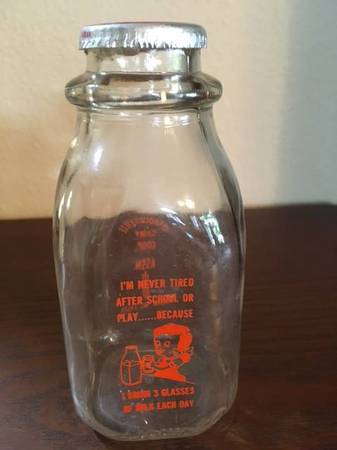 I'M NEVER TIRED
AFTER SCHOOL OR
PLAY......BECAUSE
I DRINK 3 GLASSES
OF MILK EACH DAY